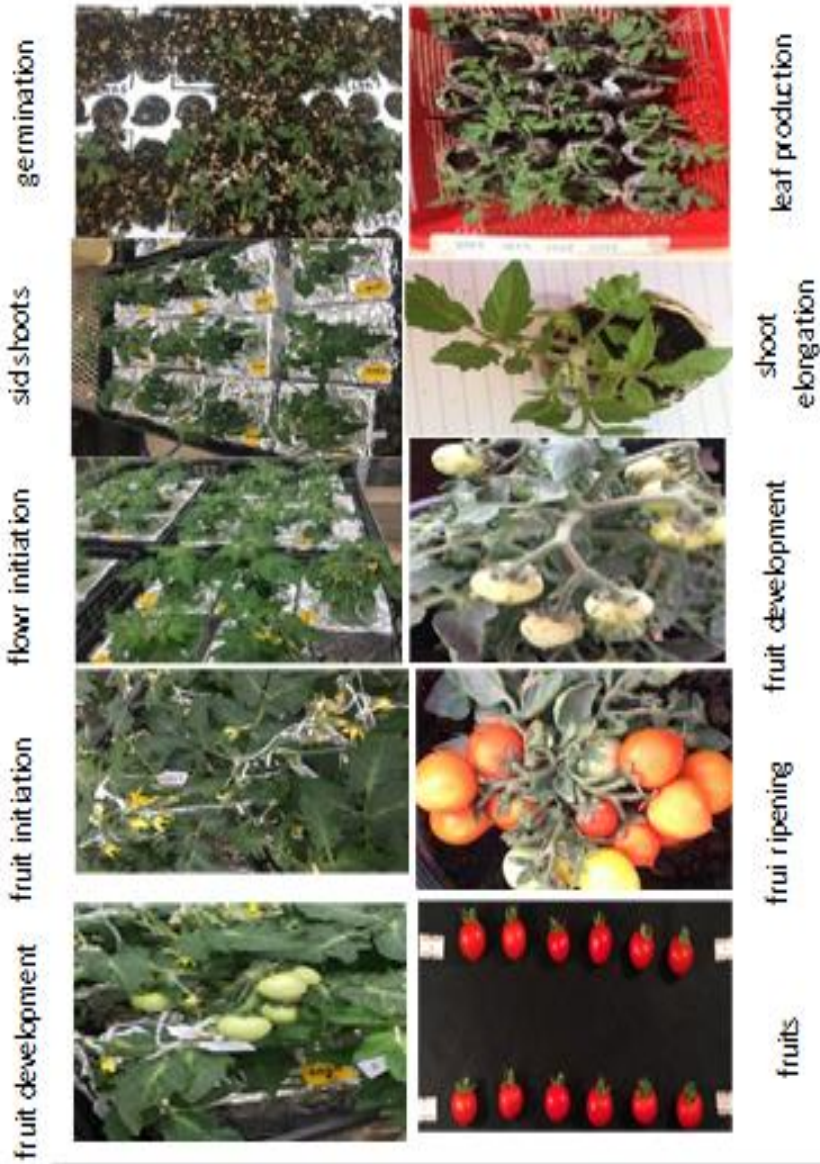 germination
leaf production
sid shoots
shoot
elongation
flowr initiation
fruit development
fruit initiation
frui ripening
fruit development
fruits